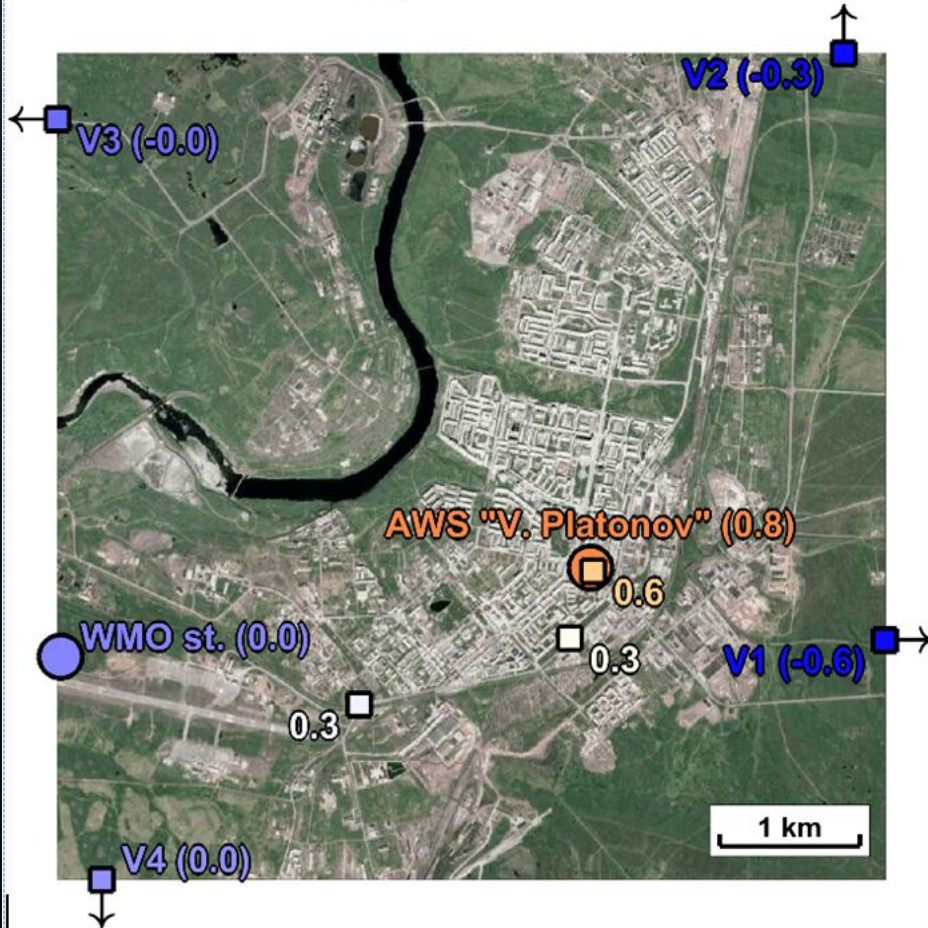 V2 (-0.3)
V3 (-0.0)
AWS "V. Platonov" (0.8)
0.6
WMO st. (0.0)
0.3
V1 (-0.6)
0.3
1 km
V4 (0.0)